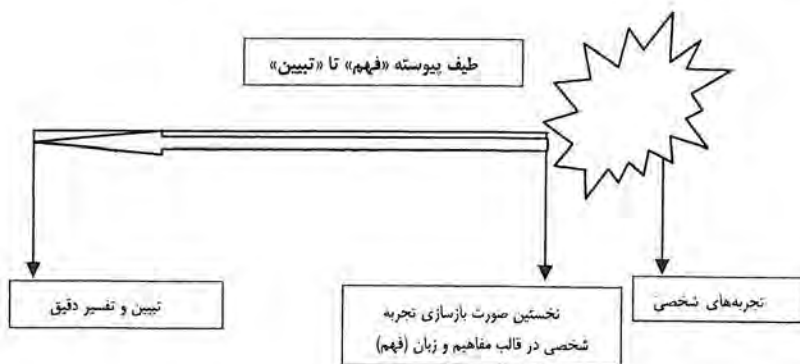 طیف پیوسته «فهم» تا «تبیین»
تجربه‌های شخصی
نخستین صورت بازسازی تجربه
شخصی در قالب مفاهیم و زبان (فهم)
تبیین و تفسیر دقیق